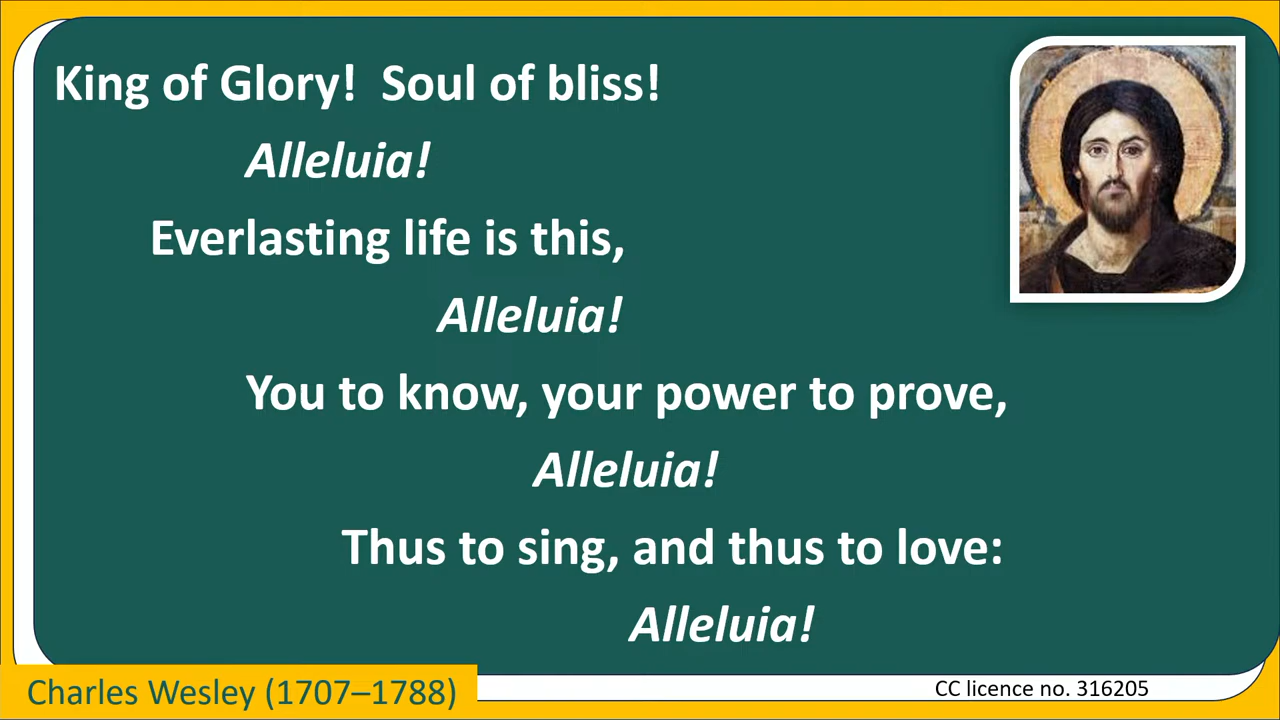 King of Glory!  Soul of bliss!
Alleluia!
Everlasting life is this,
Alleluia!
You to know, your power to prove,
Alleluia!
Thus to sing, and thus to love:
Alleluia!
Charles Wesley (1707–1788)
CC licence no. 316205